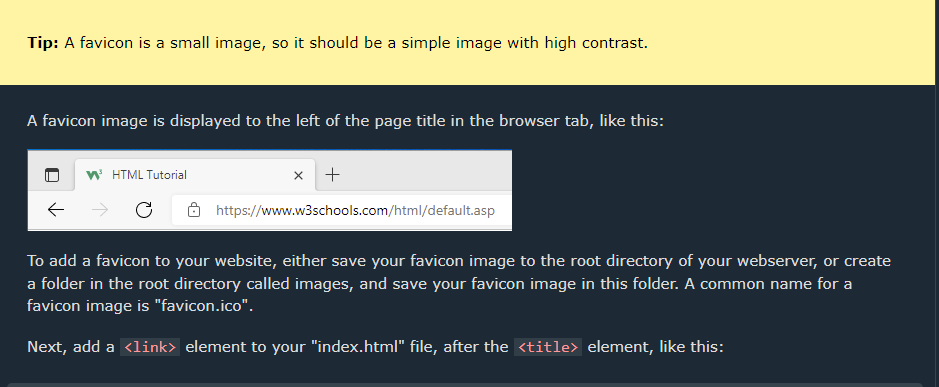 Tip: A favicon is a small image, so it should be a simple image with high contrast.
A favicon image is displayed to the left of the page title in the browser tab, like this:
W3 HTML Tutorial
https://www.w3schools.com/html/default.asp
To add a favicon to your website, either save your favicon image to the root directory of your webserver, or create
a folder in the root directory called images, and save your favicon image in this folder. A common name for a
favicon image is "favicon.ico".
Next, add a <link> element to your "index.html" file, after the <title> element, like this: